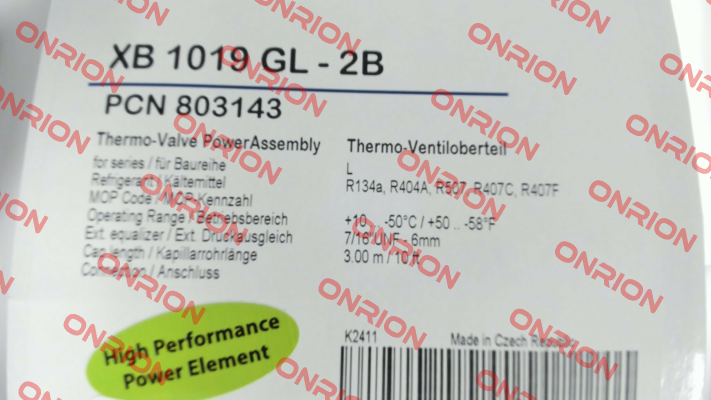 XB 1019 GL - 2B
PCN 803143
Thermo-Valve PowerAssembly Thermo-Ventiloberteil
for series / für Baureihe L
Refrigerant / Kältemittel R134a, R404A, R507, R407C, R407F
MOP Code / MOP-Kennzahl
Operating Range / Betriebsbereich +10 .. -50°C / +50 .. -58°F
Ext. equalizer / Ext. Druckausgleich 7/16"UNF - 6mm
Cap.length / Kapillarrohrlänge 3.00 m / 10 ft
Connection / Anschluss
High Performance
Power Element
K2411 Made in Czech Republic
ONRION